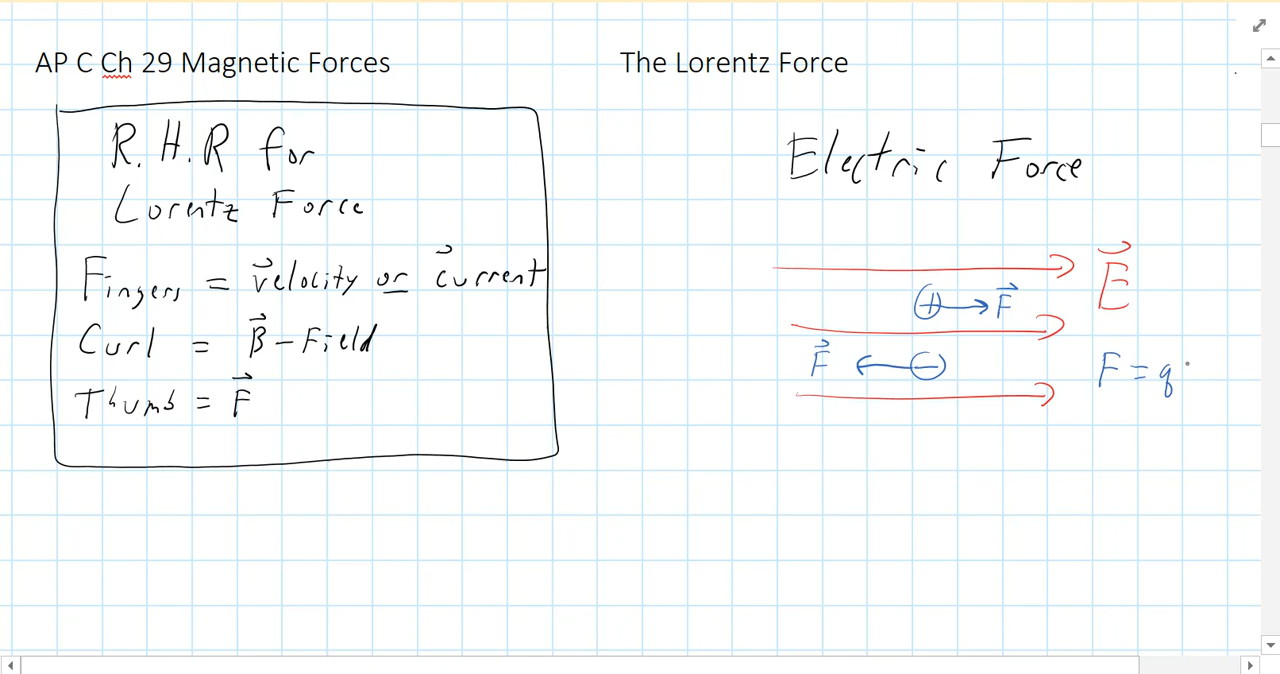 AP C Ch 29 Magnetic Forces
R.H.R for
Lorentz Force
Fingers = velocity or current
Curl = B-Field
Thumb = F
The Lorentz Force
Electric Force
E
+ F
F −
F = q